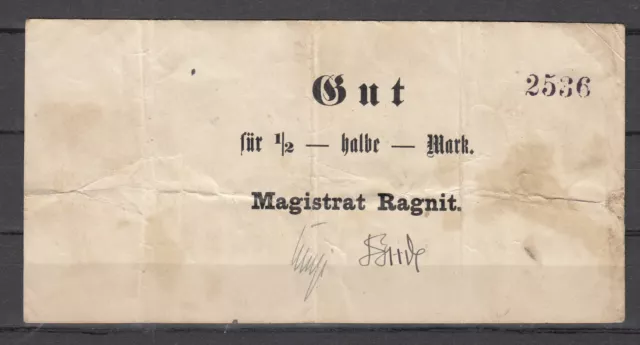 2536
Gut
für 1/2 — halbe — Mark.
Magistrat Ragnit.